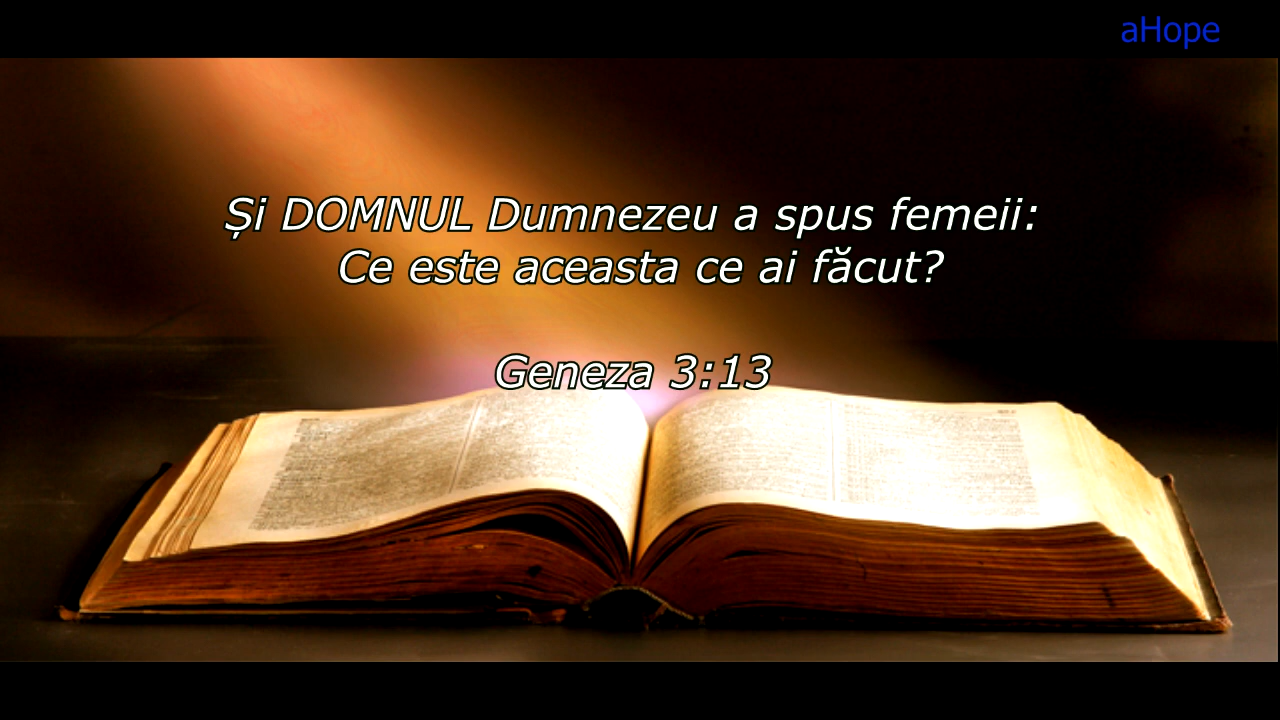 aHope
Și DOMNUL Dumnezeu a spus femeii:
Ce este aceasta ce ai făcut?
Geneza 3:13